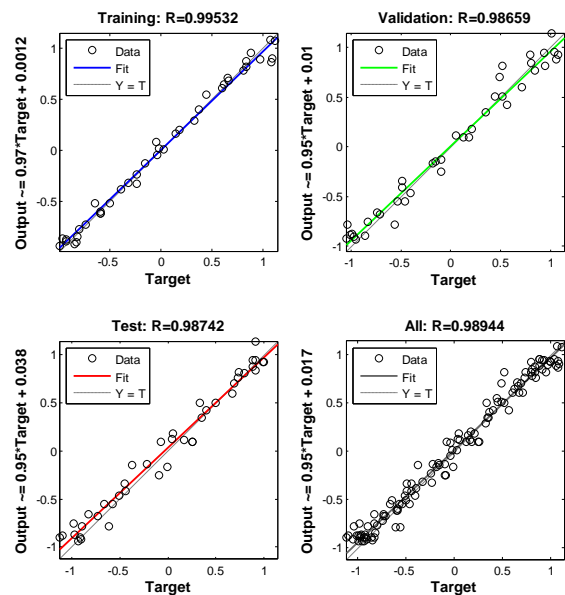 Training: R=0.99532
Output ~= 0.97*Target + 0.0012
1
0.5
0
-0.5
-1
Data
Fit
Y = T
-1
-0.5
0
0.5
1
Target
Validation: R=0.98659
Output ~= 0.95*Target + 0.01
1
0.5
0
-0.5
-1
Data
Fit
Y = T
-1
-0.5
0
0.5
1
Target
Test: R=0.98742
Output ~= 0.95*Target + 0.038
1
0.5
0
-0.5
-1
Data
Fit
Y = T
-1
-0.5
0
0.5
1
Target
All: R=0.98944
Output ~= 0.95*Target + 0.017
1
0.5
0
-0.5
-1
Data
Fit
Y = T
-1
-0.5
0
0.5
1
Target